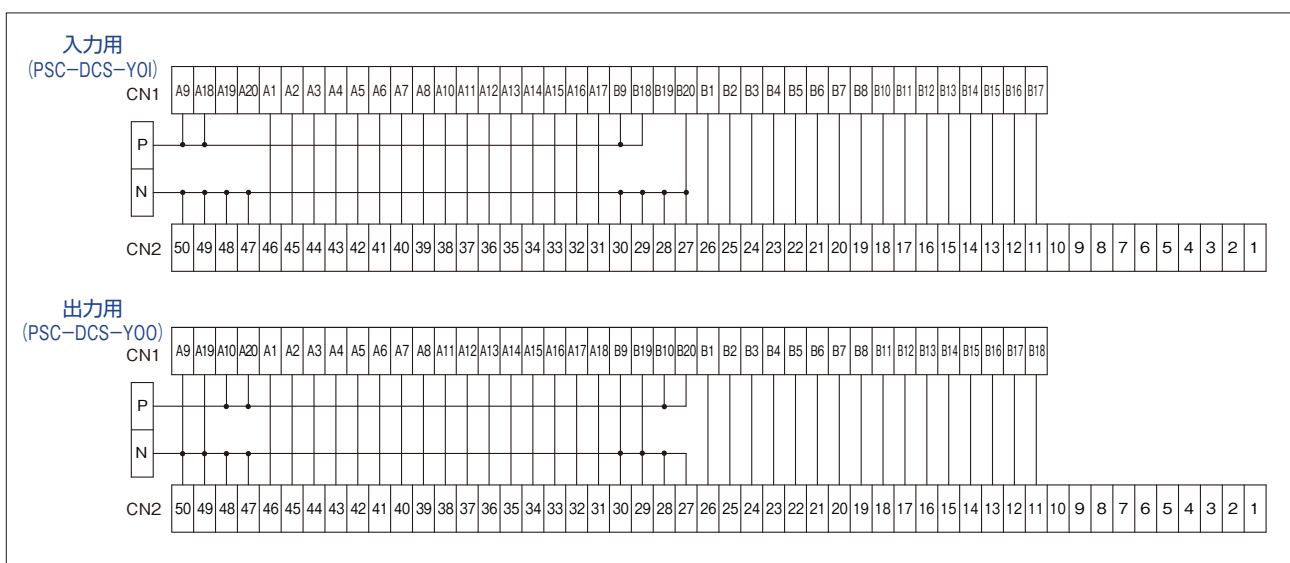 入力用
(PSC-DCS-YOI)
CN1 A9 A18 A19 A20 A1 A2 A3 A4 A5 A6 A7 A8 A10 A11 A12 A13 A14 A15 A16 A17 B9 B18 B19 B20 B1 B2 B3 B4 B5 B6 B7 B8 B10 B11 B12 B13 B14 B15 B16 B17
P
N
CN2 50 49 48 47 46 45 44 43 42 41 40 39 38 37 36 35 34 33 32 31 30 29 28 27 26 25 24 23 22 21 20 19 18 17 16 15 14 13 12 11 10 9 8 7 6 5 4 3 2 1
出力用
(PSC-DCS-YOO)
CN1 A9 A19 A10 A20 A1 A2 A3 A4 A5 A6 A7 A8 A11 A12 A13 A14 A15 A16 A17 A18 B9 B19 B10 B20 B1 B2 B3 B4 B5 B6 B7 B8 B11 B12 B13 B14 B15 B16 B17 B18
P
N
CN2 50 49 48 47 46 45 44 43 42 41 40 39 38 37 36 35 34 33 32 31 30 29 28 27 26 25 24 23 22 21 20 19 18 17 16 15 14 13 12 11 10 9 8 7 6 5 4 3 2 1